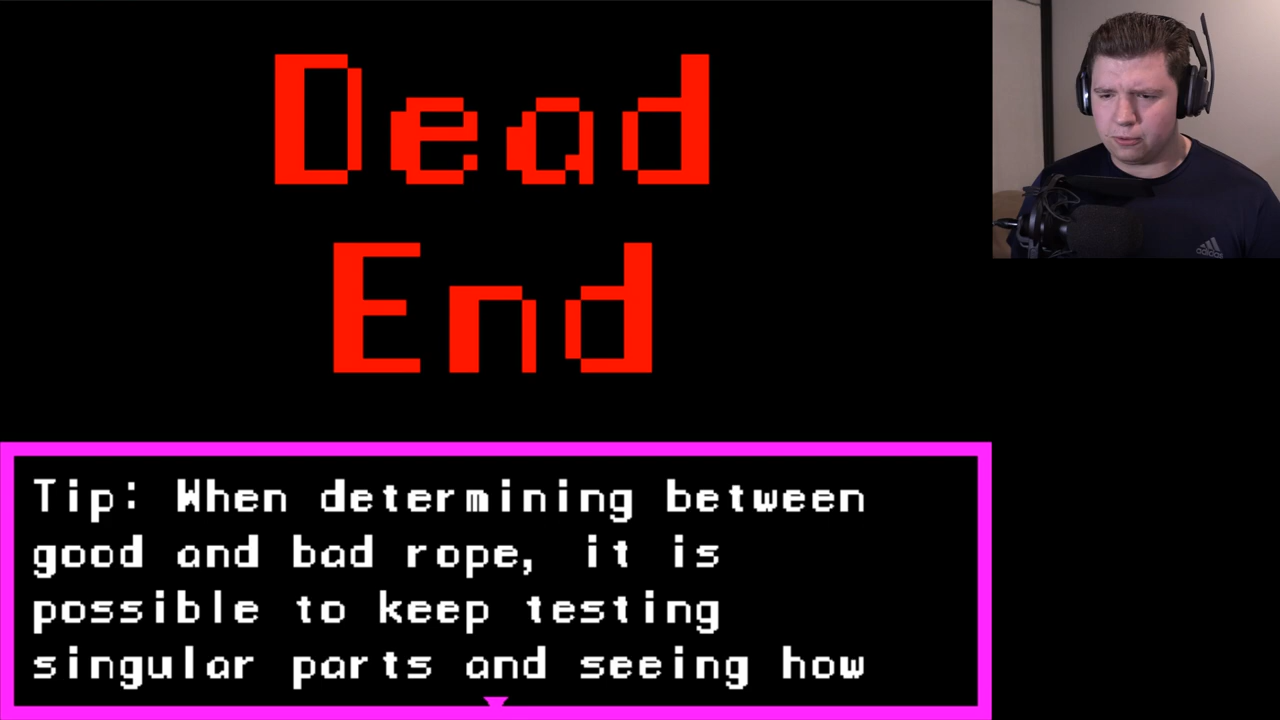 Dead
End
Tip: When determining between
good and bad rope, it is
possible to keep testing
singular parts and seeing how
adidas